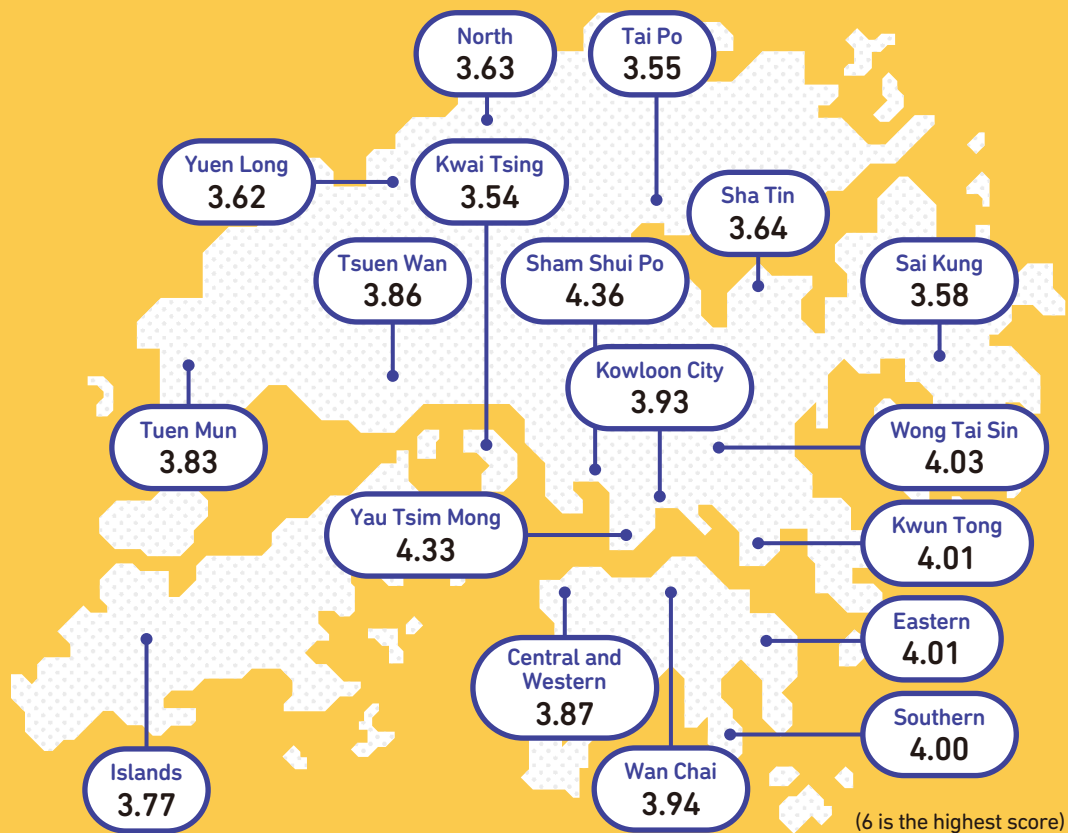 North
3.63
Tai Po
3.55
Yuen Long
3.62
Kwai Tsing
3.54
Sha Tin
3.64
Tsuen Wan
3.86
Sham Shui Po
4.36
Sai Kung
3.58
Kowloon City
3.93
Tuen Mun
3.83
Wong Tai Sin
4.03
Yau Tsim Mong
4.33
Kwun Tong
4.01
Eastern
4.01
Central and
Western
3.87
Southern
4.00
Islands
3.77
Wan Chai
3.94
(6 is the highest score)